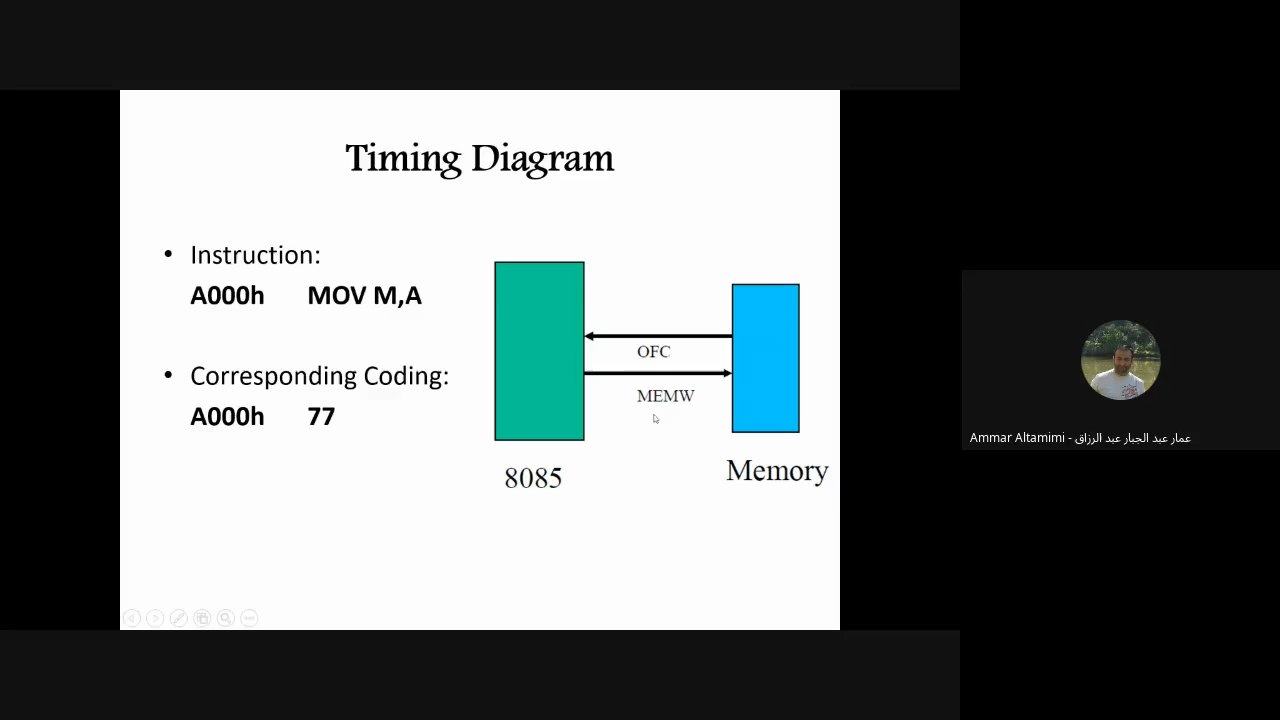 Timing Diagram
• Instruction:
A000h MOV M,A
• Corresponding Coding:
A000h 77
OFC
MEMW
8085
Memory
Ammar Altamimi - عمار عبد الجبار عبد الرزاق